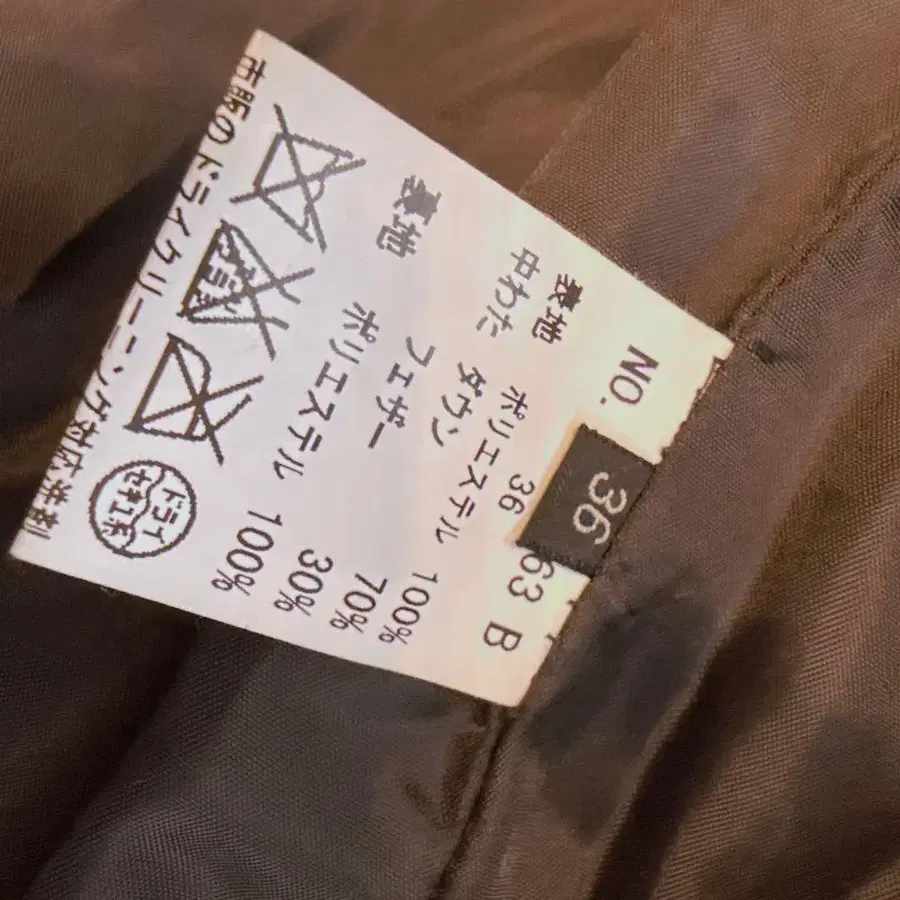 NO.
36
36 63 B
表地 ポリエステル 100%
中わた ダウン 70%
フェザー 30%
裏地 ポリエステル 100%
ドライ
セキユ系
市販のドライクリーニング対応洗剤